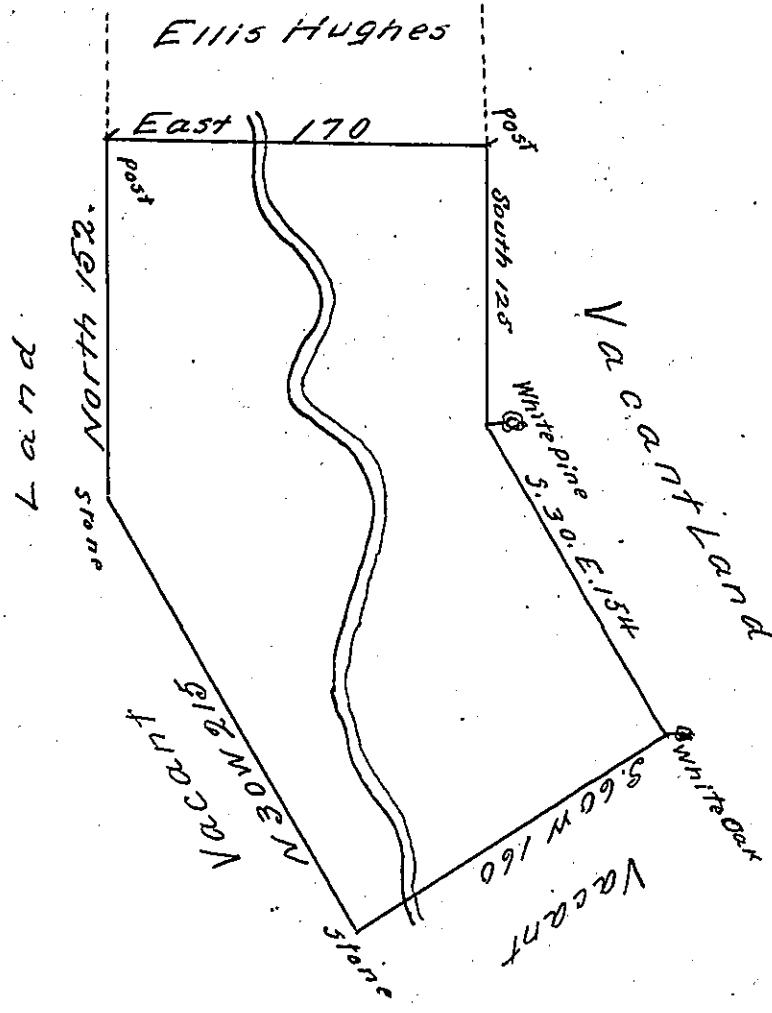 Ellis Hughes
East 170
post
post
South 125
North 152.
Land
Vacant Land
White pine
S. 30. E. 154
stone
N 30 W 215
Vacant
White Oak
S. 60 W 160
Vacant
Stone